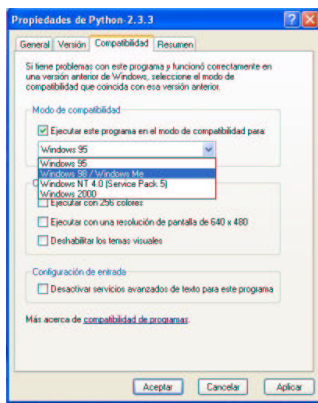 Propiedades de Python-2.3.3
General Versión Compatibilidad Resumen
Si tiene problemas con este programa y funcionó correctamente en
una versión anterior de Windows, seleccione el modo de
compatibilidad que coincida con esa versión anterior.
Modo de compatibilidad
Ejecutar este programa en el modo de compatibilidad para:
Windows 95
Windows 95
Windows 98 / Windows Me
Windows NT 4.0 (Service Pack 5)
Windows 2000
Ejecutar con 256 colores
Ejecutar con una resolución de pantalla de 640 x 480
Deshabilitar los temas visuales
Configuración de entrada
Desactivar servicios avanzados de texto para este programa
Más acerca de compatibilidad de programas.
Aceptar Cancelar Aplicar